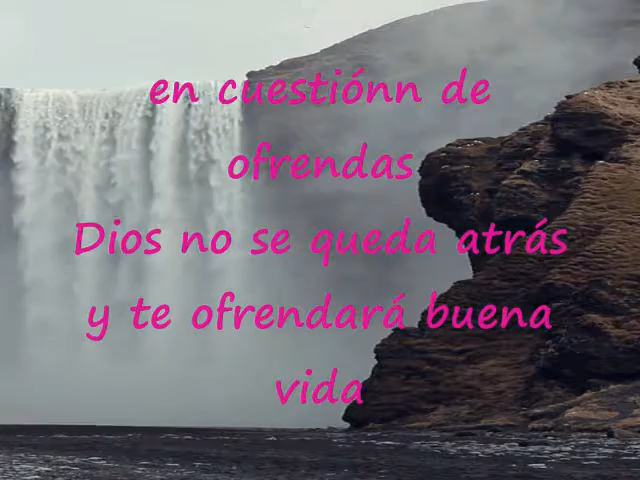 en cuestiónn de
ofrendas
Dios no se queda atrás
y te ofrendará buena
vida